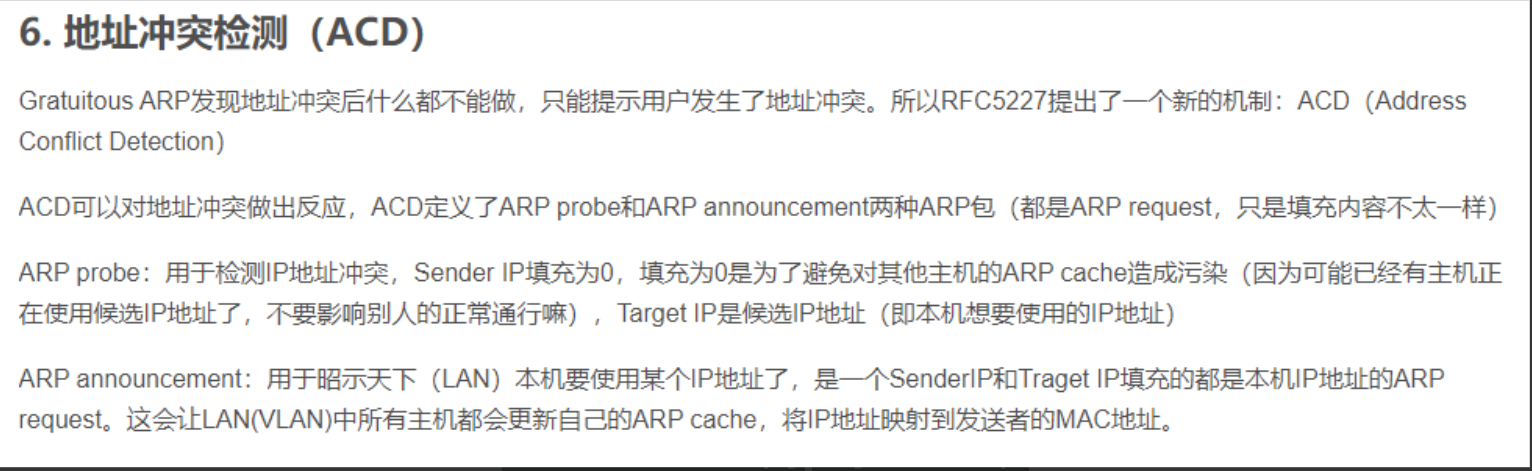 6. 地址冲突检测（ACD）
Gratuitous ARP发现地址冲突后什么都不能做，只能提示用户发生了地址冲突。所以RFC5227提出了一个新的机制：ACD（Address
Conflict Detection）
ACD可以对地址冲突做出反应，ACD定义了ARP probe和ARP announcement两种ARP包（都是ARP request，只是填充内容不太一样）
ARP probe：用于检测IP地址冲突，Sender IP填充为0，填充为0是为了避免对其他主机的ARP cache造成污染（因为可能已经有主机正
在使用候选IP地址了，不要影响别人的正常通行嘛），Target IP是候选IP地址（即本机想要使用的IP地址）
ARP announcement：用于昭示天下（LAN）本机要使用某个IP地址了，是一个SenderIP和Traget IP填充的都是本机IP地址的ARP
request。这会让LAN(VLAN)中所有主机都会更新自己的ARP cache，将IP地址映射到发送者的MAC地址。